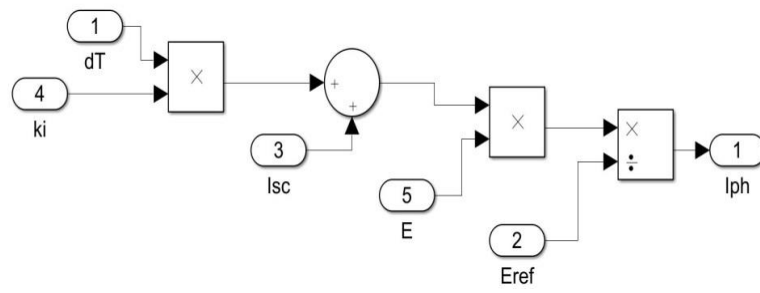 1
dT
4
ki
×
+
+
3
Isc
×
5
E
×
÷
2
Eref
1
Iph